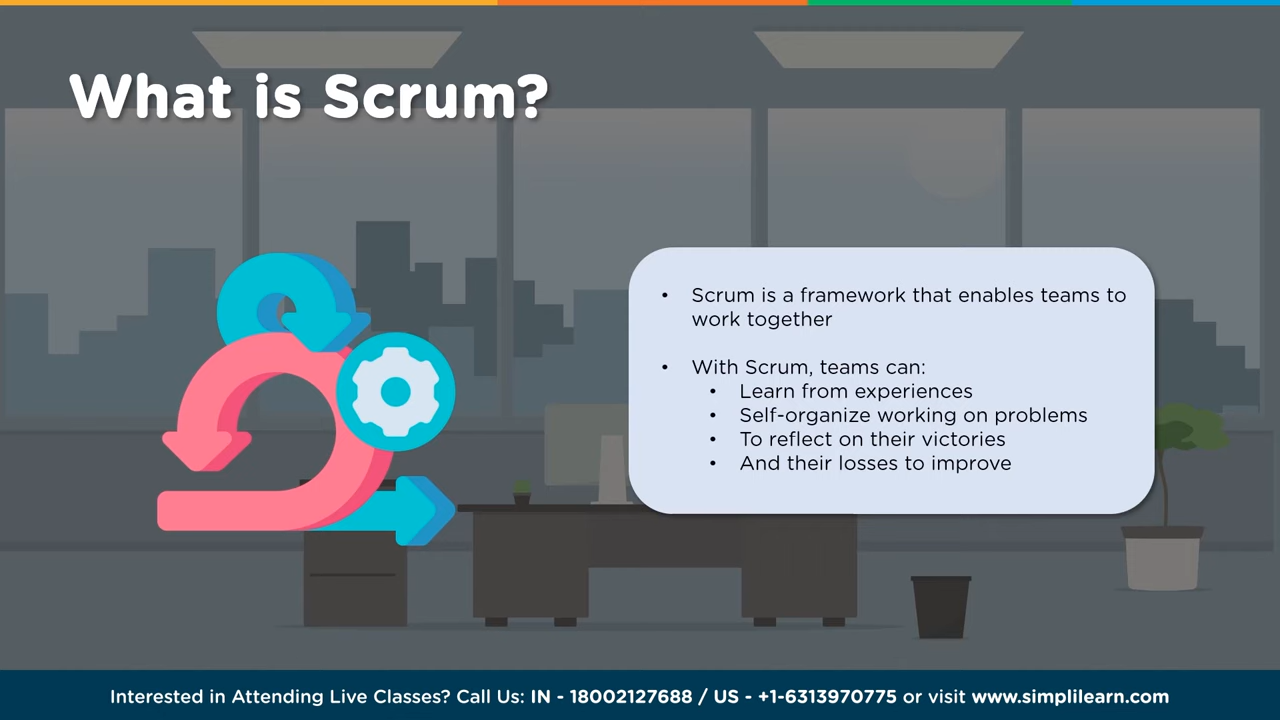 What is Scrum?
• Scrum is a framework that enables teams to
work together
• With Scrum, teams can:
• Learn from experiences
• Self-organize working on problems
• To reflect on their victories
• And their losses to improve
Interested in Attending Live Classes? Call Us: IN - 18002127688 / US - +1-6313970775 or visit www.simplilearn.com